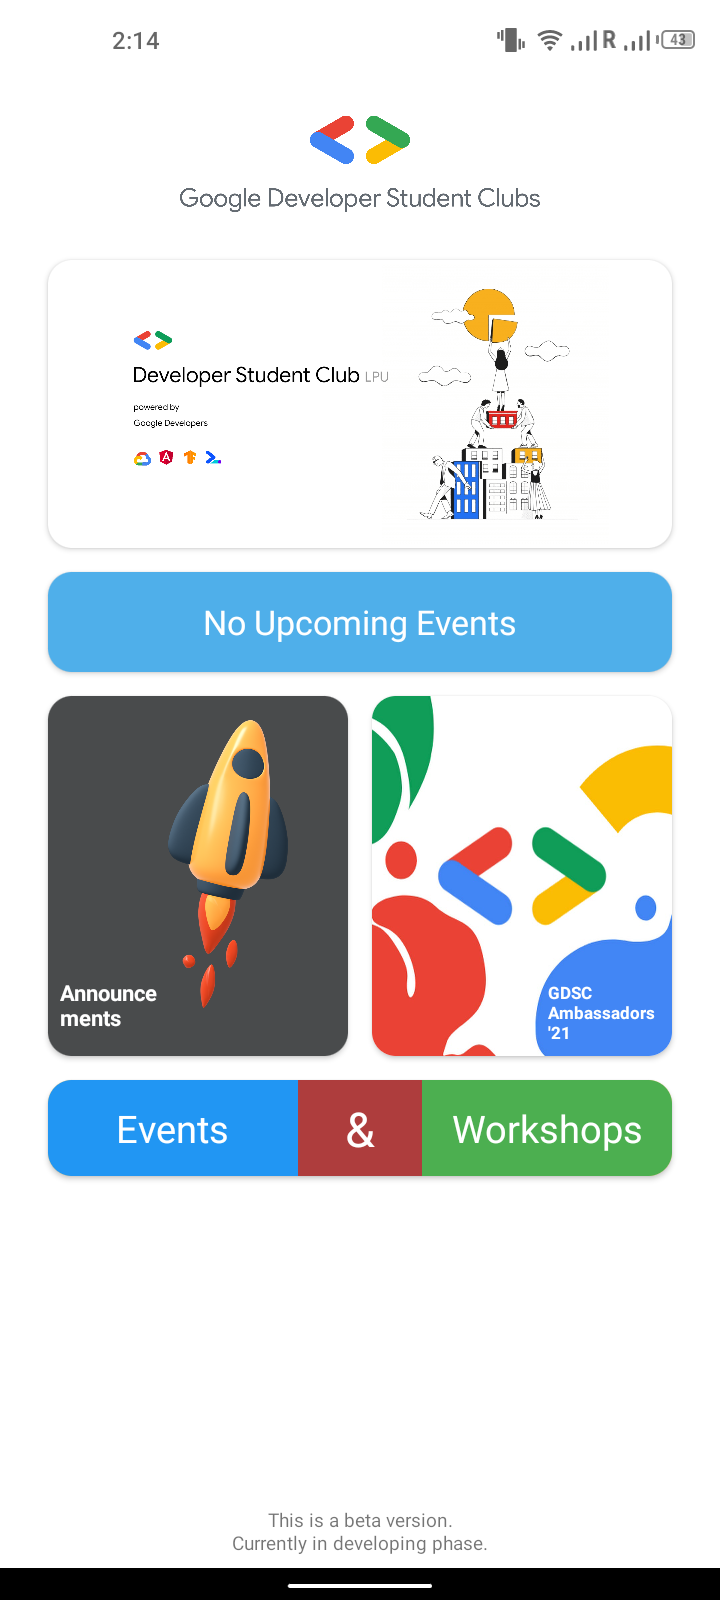 2:14
R
43
Google Developer Student Clubs
Developer Student Club LPU
powered by
Google Developers
No Upcoming Events
Announce
ments
GDSC
Ambassadors
'21
Events & Workshops
This is a beta version.
Currently in developing phase.